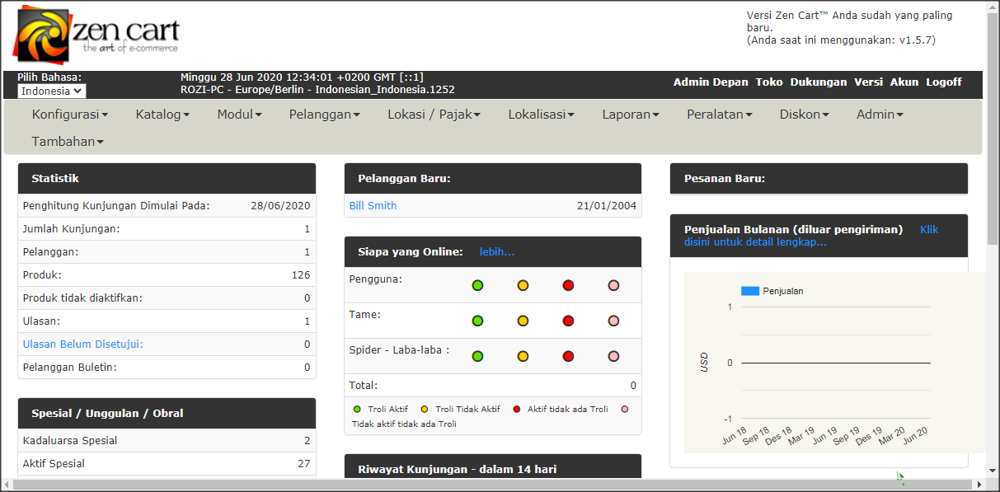 zen cart
the art of e-commerce
Versi Zen Cart™ Anda sudah yang paling
baru.
(Anda saat ini menggunakan: v1.5.7)
Pilih Bahasa:
Indonesia
Minggu 28 Jun 2020 12:34:01 +0200 GMT [::1]
ROZI-PC - Europe/Berlin - Indonesian_Indonesia.1252
Admin Depan Toko Dukungan Versi Akun Logoff
Konfigurasi Katalog Modul Pelanggan Lokasi / Pajak Lokalisasi Laporan Peralatan Diskon Admin
Tambahan
Statistik
Penghitung Kunjungan Dimulai Pada: 28/06/2020
Jumlah Kunjungan: 1
Pelanggan: 1
Produk: 126
Produk tidak diaktifkan: 0
Ulasan: 1
Ulasan Belum Disetujui: 0
Pelanggan Buletin: 0
Spesial / Unggulan / Obral
Kadaluarsa Spesial 2
Aktif Spesial 27
Pelanggan Baru:
Bill Smith 21/01/2004
Siapa yang Online: lebih...
Pengguna:
Tame:
Spider - Laba-laba :
Total: 0
Troli Aktif Troli Tidak Aktif Aktif tidak ada Troli
Tidak aktif tidak ada Troli
Riwayat Kunjungan - dalam 14 hari
Pesanan Baru:
Penjualan Bulanan (diluar pengiriman) Klik
disini untuk detail lengkap...
Penjualan
1
USD
0
-1
Jun 18 Sep 18 Des 18 Mar 19 Jun 19 Sep 19 Des 19 Mar 20 Jun 20